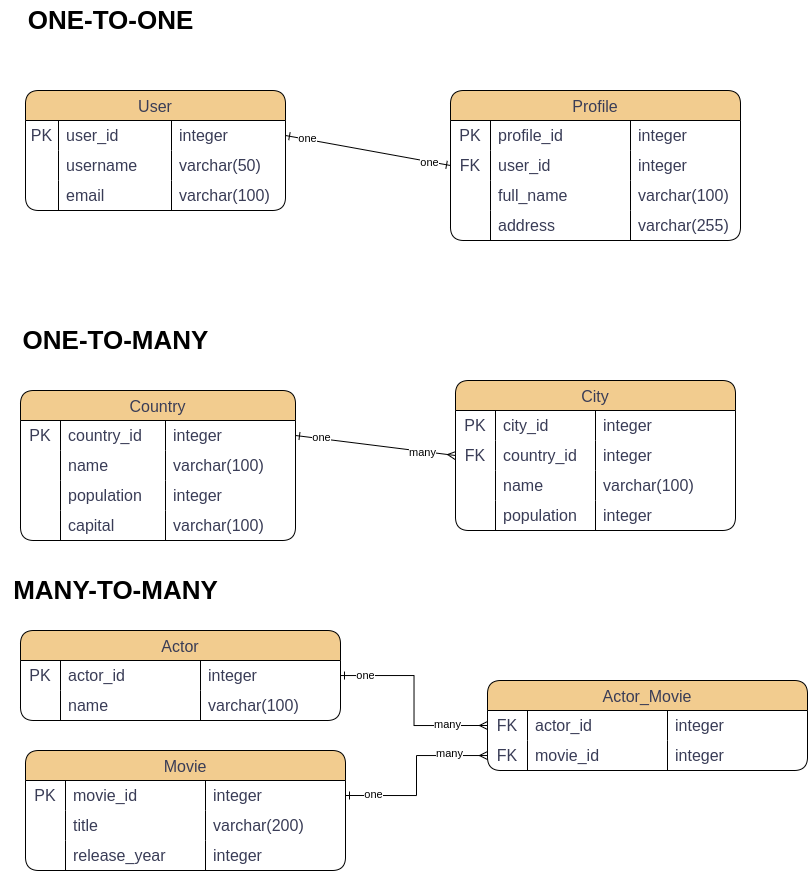 ONE-TO-ONE
User
PK user_id integer
username varchar(50)
email varchar(100)
one
one
Profile
PK profile_id integer
FK user_id integer
full_name varchar(100)
address varchar(255)
ONE-TO-MANY
Country
PK country_id integer
name varchar(100)
population integer
capital varchar(100)
one
many
City
PK city_id integer
FK country_id integer
name varchar(100)
population integer
MANY-TO-MANY
Actor
PK actor_id integer
name varchar(100)
one
many
Actor_Movie
FK actor_id integer
FK movie_id integer
many
one
Movie
PK movie_id integer
title varchar(200)
release_year integer